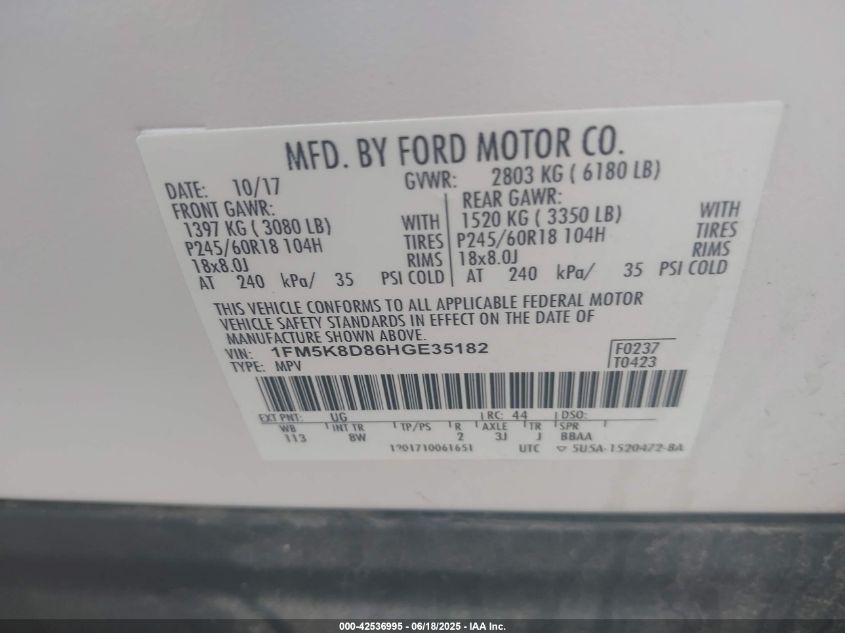 MFD. BY FORD MOTOR CO.
DATE: 10/17 GVWR: 2803 KG ( 6180 LB)
FRONT GAWR: REAR GAWR:
1397 KG ( 3080 LB) WITH 1520 KG ( 3350 LB) WITH
P245/60R18 104H TIRES P245/60R18 104H TIRES
18x8.0J RIMS 18x8.0J RIMS
AT 240 kPa/ 35 PSI COLD AT 240 kPa/ 35 PSI COLD
THIS VEHICLE CONFORMS TO ALL APPLICABLE FEDERAL MOTOR
VEHICLE SAFETY STANDARDS IN EFFECT ON THE DATE OF
MANUFACTURE SHOWN ABOVE.
VIN: 1FM5K8D86HGE35182 F0237
TYPE: MPV T0423
EXT PNT: UG RC: 44 DSO:
WB INT TR TP/PS R AXLE TR SPR
113 8W 2 3J J BBAA
1201710061651 UTC ▽ 5U5A-1520472-BA
000-42536995 - 06/18/2025 - IAA Inc.